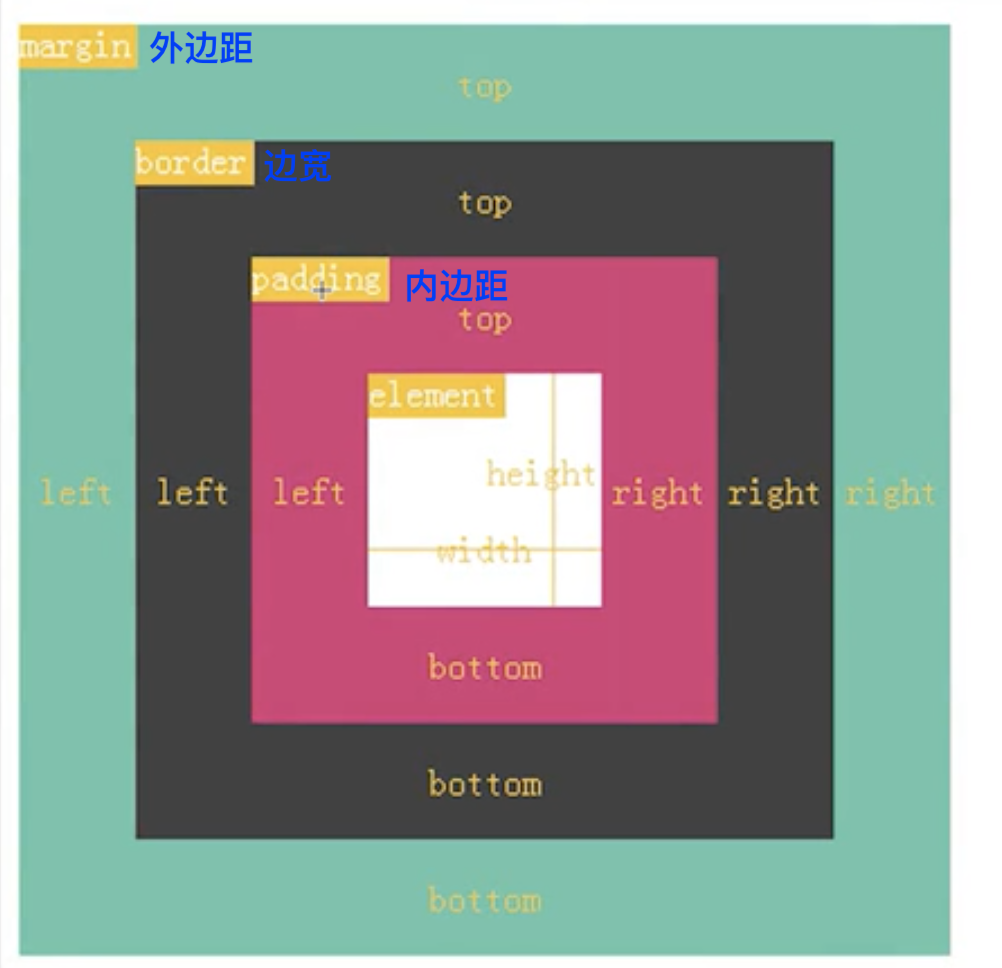 margin 外边距
top
border 边宽
top
padding 内边距
top
element
height
left left left right right right
width
bottom
bottom
bottom